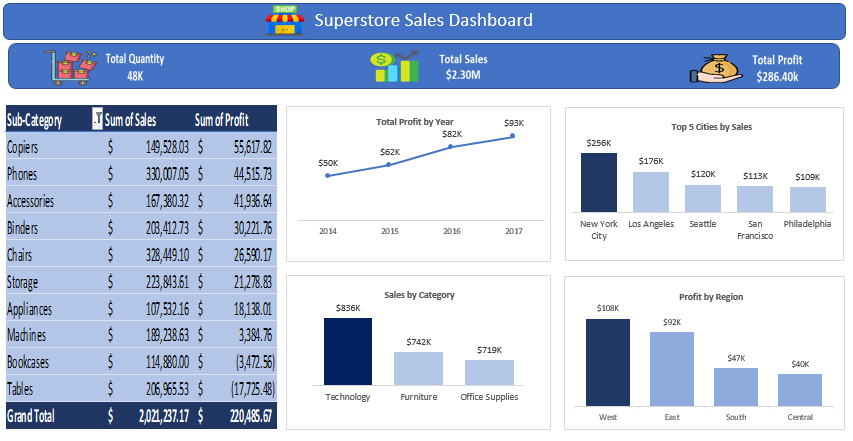 SHOP
Superstore Sales Dashboard
Total Quantity
48K
Total Sales
$2.30M
Total Profit
$286.40k
Sub-Category Sum of Sales Sum of Profit
Copiers $ 149,528.03 $ 55,617.82
Phones $ 330,007.05 $ 44,515.73
Accessories $ 167,380.32 $ 41,936.64
Binders $ 203,412.73 $ 30,221.76
Chairs $ 328,449.10 $ 26,590.17
Storage $ 223,843.61 $ 21,278.83
Appliances $ 107,532.16 $ 18,138.01
Machines $ 189,238.63 $ 3,384.76
Bookcases $ 114,880.00 $ (3,472.56)
Tables $ 206,965.53 $ (17,725.48)
Grand Total $ 2,021,237.17 $ 220,485.67
Total Profit by Year
$50K $62K $82K $93K
2014 2015 2016 2017
Top 5 Cities by Sales
$256K $176K $120K $113K $109K
New York City Los Angeles Seattle San Francisco Philadelphia
Sales by Category
$836K $742K $719K
Technology Furniture Office Supplies
Profit by Region
$108K $92K $47K $40K
West East South Central